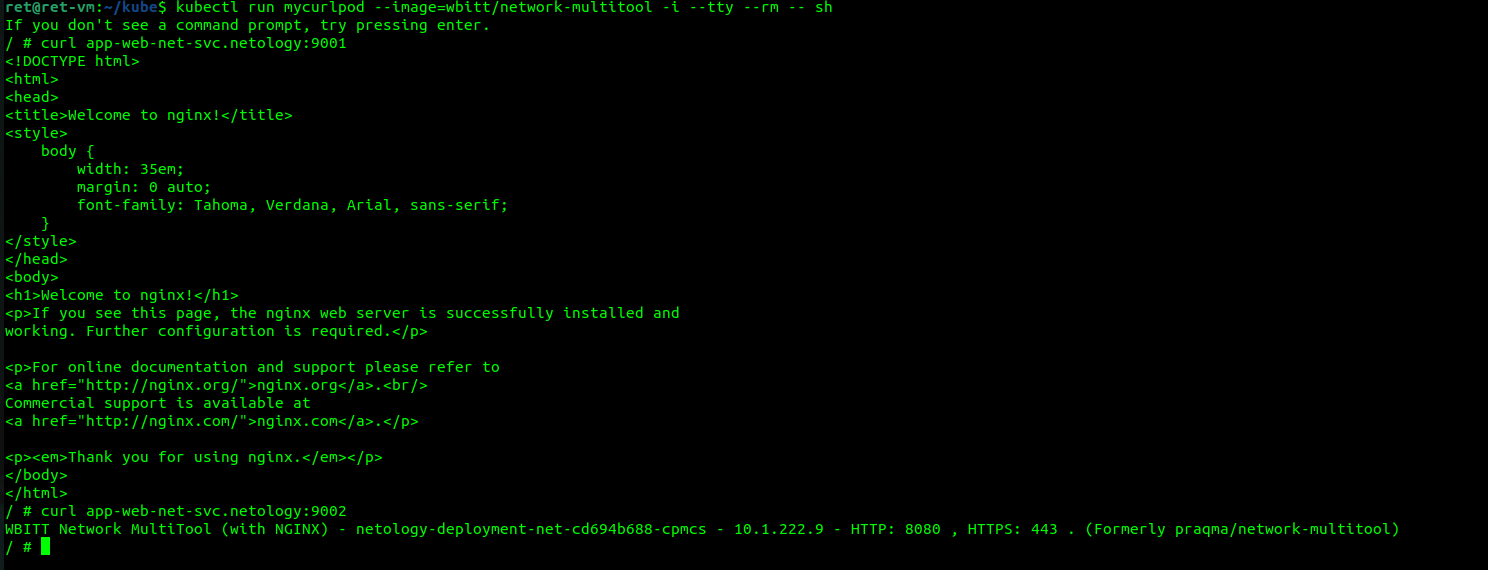 ret@ret-vm:~/kube$ kubectl run mycurlpod --image=wbitt/network-multitool -i --tty --rm -- sh
If you don't see a command prompt, try pressing enter.
/ # curl app-web-net-svc.netology:9001
<!DOCTYPE html>
<html>
<head>
<title>Welcome to nginx!</title>
<style>
    body {
        width: 35em;
        margin: 0 auto;
        font-family: Tahoma, Verdana, Arial, sans-serif;
    }
</style>
</head>
<body>
<h1>Welcome to nginx!</h1>
<p>If you see this page, the nginx web server is successfully installed and
working. Further configuration is required.</p>

<p>For online documentation and support please refer to
<a href="http://nginx.org/">nginx.org</a>.<br/>
Commercial support is available at
<a href="http://nginx.com/">nginx.com</a>.</p>

<p><em>Thank you for using nginx.</em></p>
</body>
</html>
/ # curl app-web-net-svc.netology:9002
WBITT Network MultiTool (with NGINX) - netology-deployment-net-cd694b688-cpmcs - 10.1.222.9 - HTTP: 8080 , HTTPS: 443 . (Formerly praqma/network-multitool)
/ #